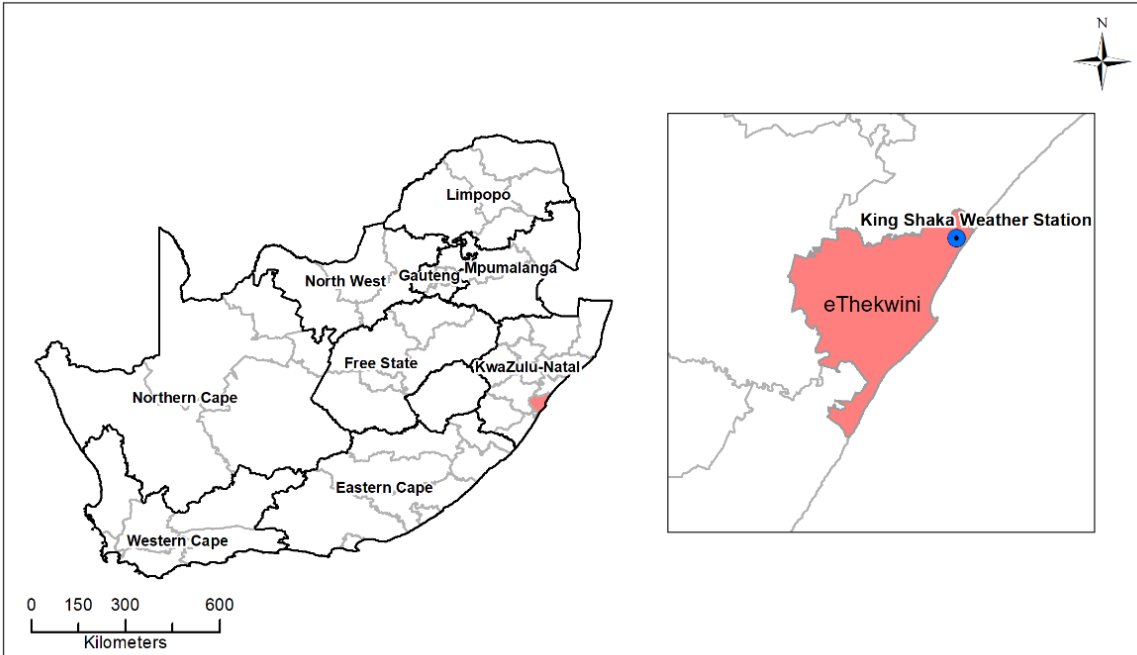 N
Limpopo
King Shaka Weather Station
North West
Gauteng
Mpumalanga
eThekwini
Free State
KwaZulu-Natal
Northern Cape
Eastern Cape
Western Cape
0 150 300 600
Kilometers